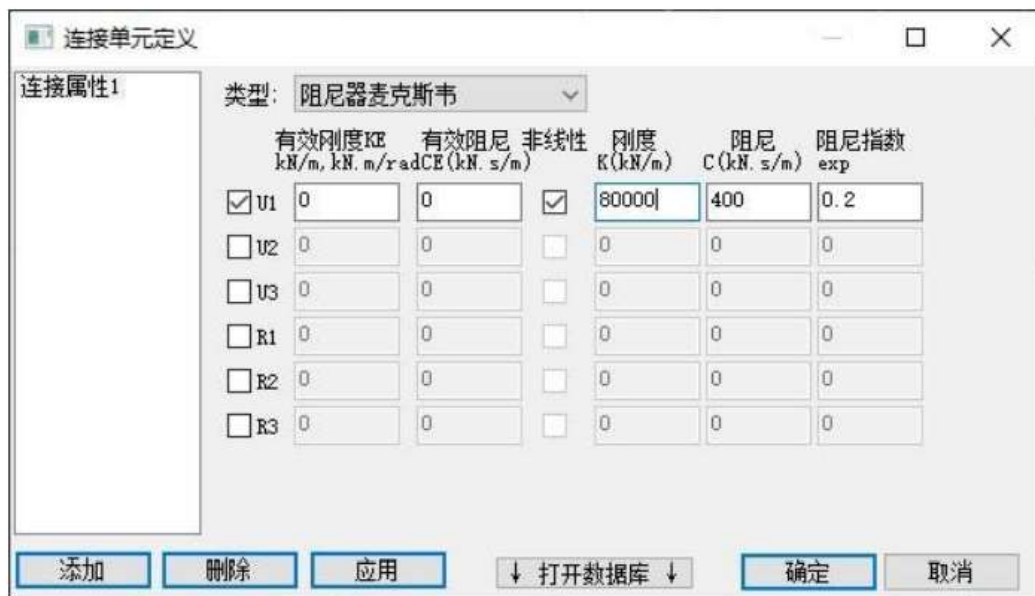 连接单元定义
连接属性1
类型: 阻尼器麦克斯韦
有效刚度KE 有效阻尼 非线性 刚度 阻尼 阻尼指数
kN/m,kN.m/radCE(kN.s/m) K(kN/m) C(kN.s/m) exp
U1 0 0 80000 400 0.2
U2 0 0 0 0 0
U3 0 0 0 0 0
R1 0 0 0 0 0
R2 0 0 0 0 0
R3 0 0 0 0 0
添加 删除 应用 ↓ 打开数据库 ↓ 确定 取消